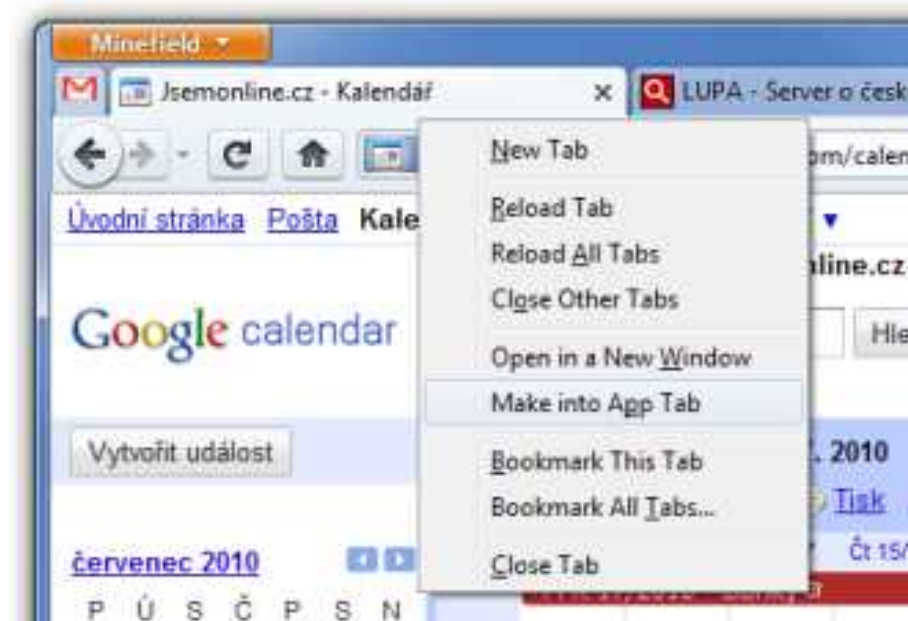 Minefield
Jsemonline.cz - Kalendář
LUPA - Server o česk
New Tab
om/calen
Úvodní stránka Pošta Kale
Reload Tab
Reload All Tabs
line.cz
Close Other Tabs
Google calendar
Hle
Open in a New Window
Make into App Tab
Vytvořit událost
Bookmark This Tab
. 2010
Bookmark All Tabs...
Tisk
Close Tab
Čt 15/
červenec 2010
P Ú S Č P S N